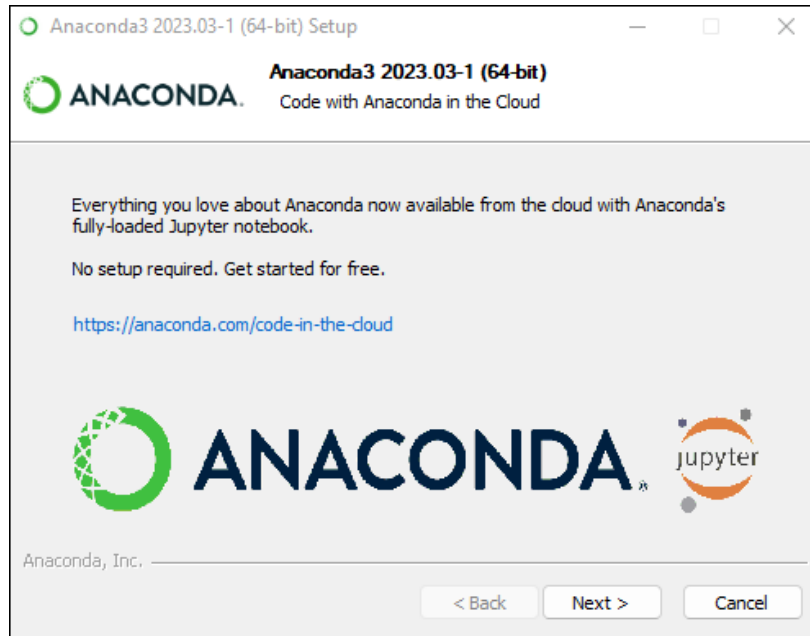 Anaconda3 2023.03-1 (64-bit) Setup
Anaconda3 2023.03-1 (64-bit)
ANACONDA.
Code with Anaconda in the Cloud
Everything you love about Anaconda now available from the cloud with Anaconda's
fully-loaded Jupyter notebook.
No setup required. Get started for free.
https://anaconda.com/code-in-the-cloud
ANACONDA.®
jupyter
Anaconda, Inc.
< Back Next > Cancel